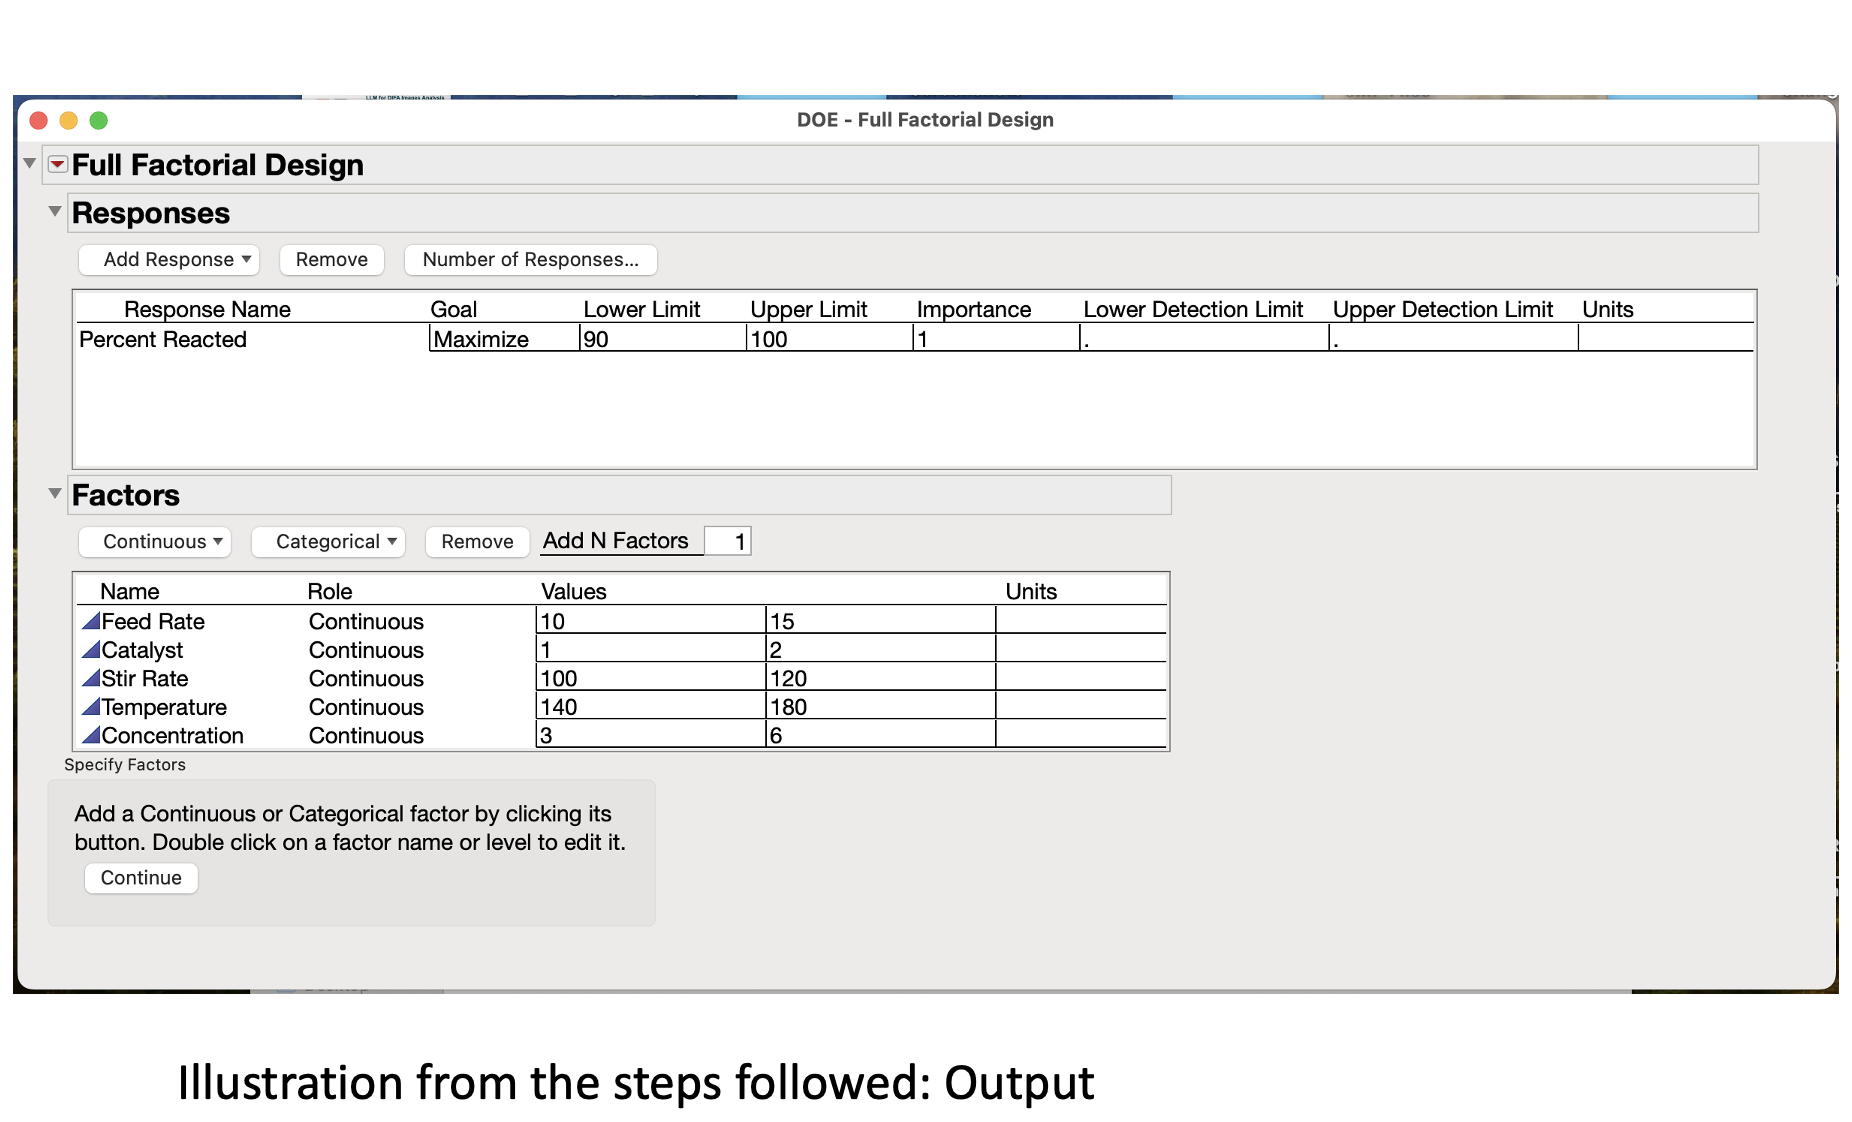 LLM for DIPA Images Analysis
DOE - Full Factorial Design
Full Factorial Design
Responses
Add Response Remove Number of Responses...
Response Name Goal Lower Limit Upper Limit Importance Lower Detection Limit Upper Detection Limit Units
Percent Reacted Maximize 90 100 1 . .
Factors
Continuous Categorical Remove Add N Factors 1
Name Role Values Units
Feed Rate Continuous 10 15
Catalyst Continuous 1 2
Stir Rate Continuous 100 120
Temperature Continuous 140 180
Concentration Continuous 3 6
Specify Factors
Add a Continuous or Categorical factor by clicking its
button. Double click on a factor name or level to edit it.
Continue
Illustration from the steps followed: Output